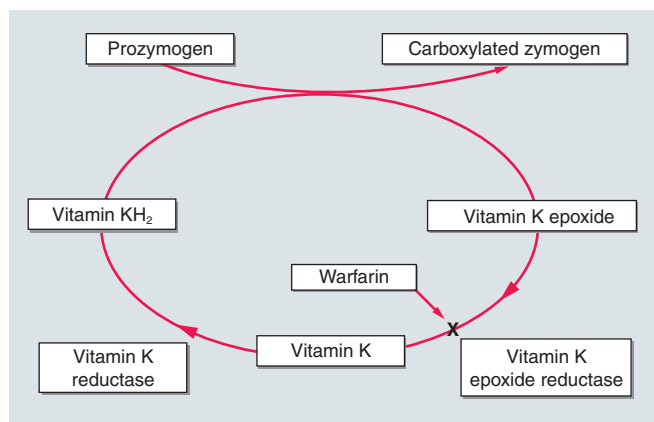 Prozymogen
Carboxylated zymogen
Vitamin KH₂
Vitamin K epoxide
Warfarin
X
Vitamin K
Vitamin K
reductase
Vitamin K
epoxide reductase